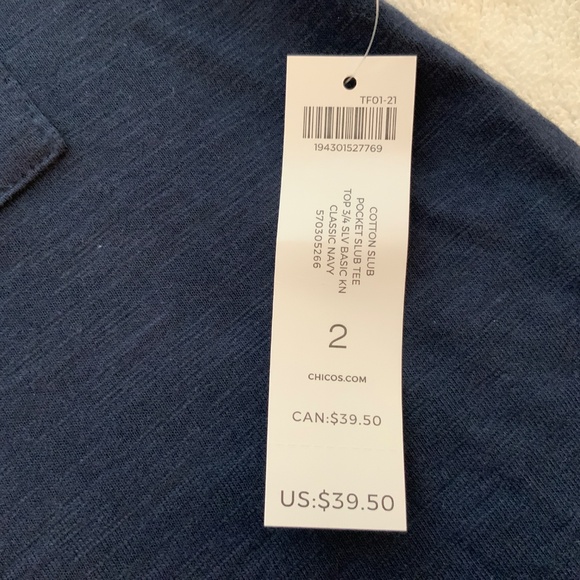 TF01-21
194301527769
COTTON SLUB
POCKET SLUB TEE
TOP 3/4 SLV BASIC KN
CLASSIC NAVY
570305266
2
CHICOS.COM
CAN:$39.50
US:$39.50